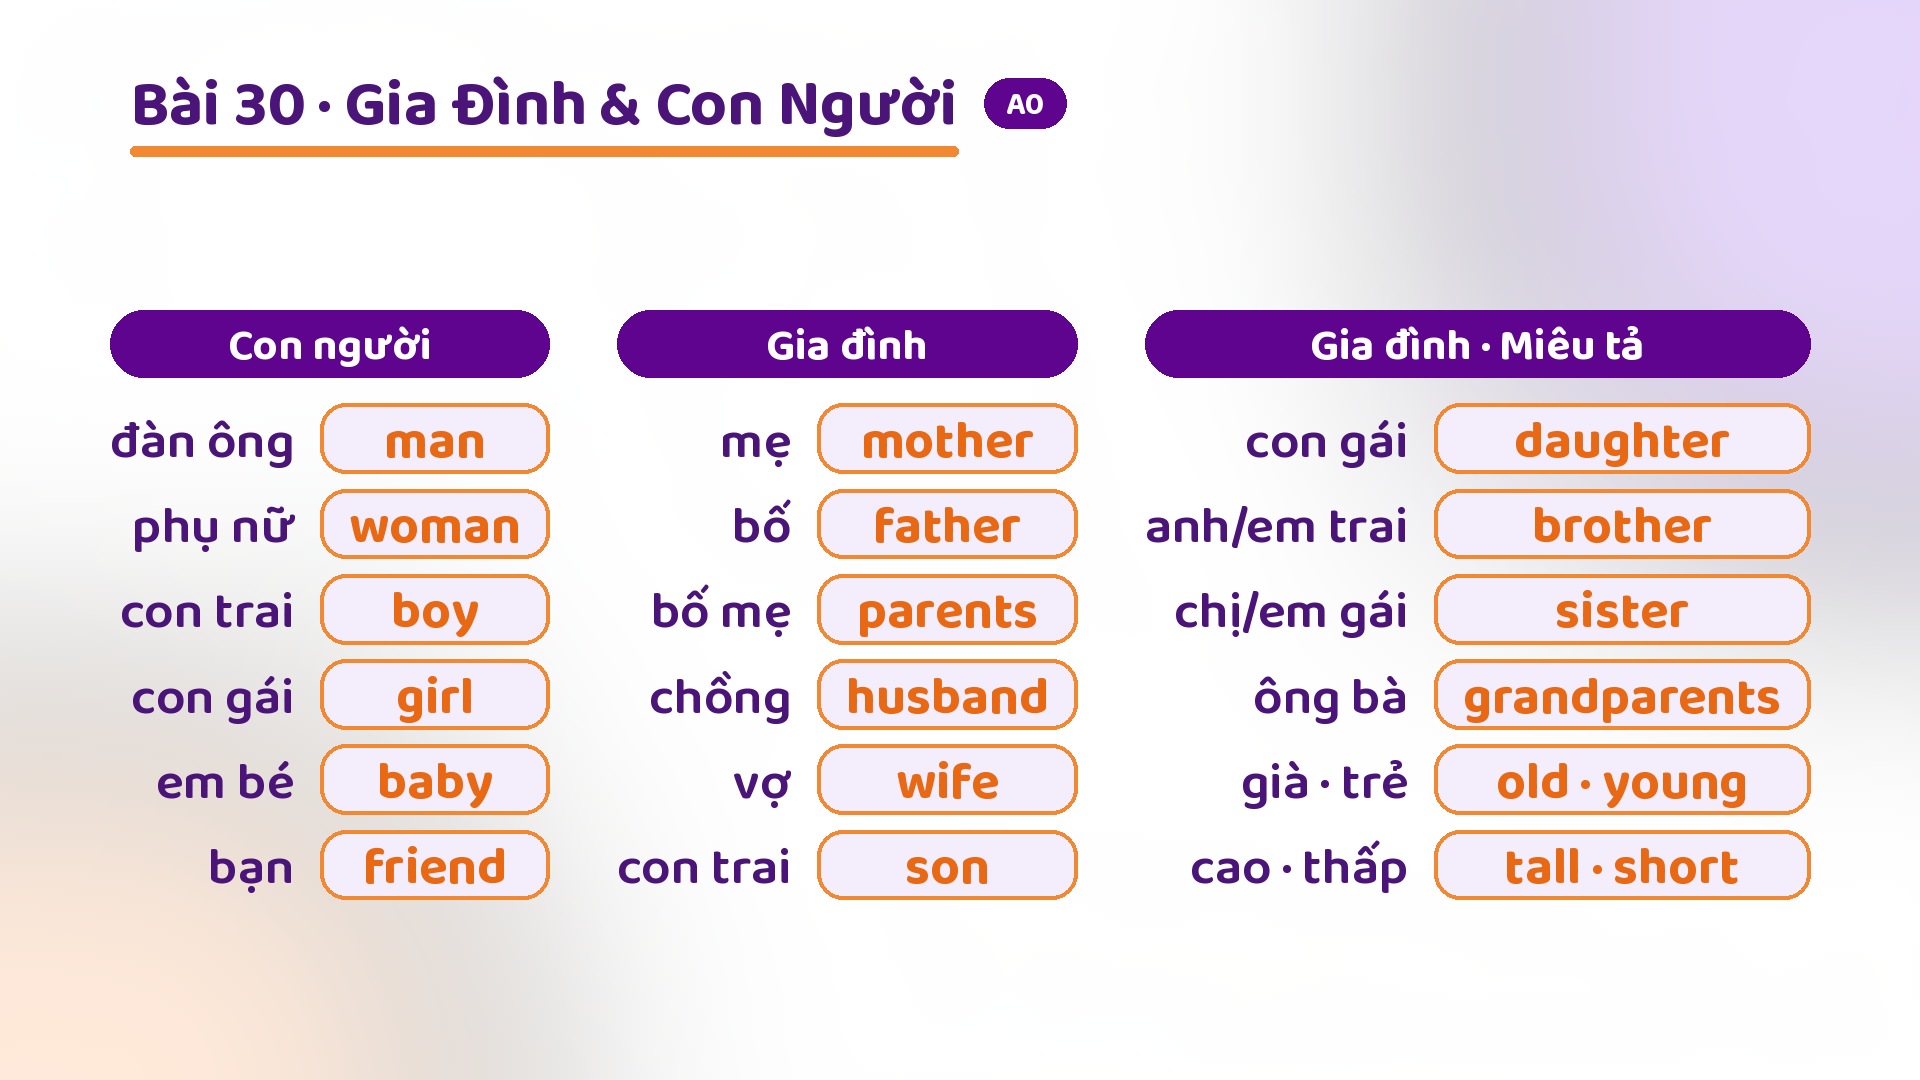 Bài 30 · Gia Đình & Con Người A0
Con người
đàn ông man
phụ nữ woman
con trai boy
con gái girl
em bé baby
bạn friend
Gia đình
mẹ mother
bố father
bố mẹ parents
chồng husband
vợ wife
con trai son
Gia đình · Miêu tả
con gái daughter
anh/em trai brother
chị/em gái sister
ông bà grandparents
già · trẻ old · young
cao · thấp tall · short